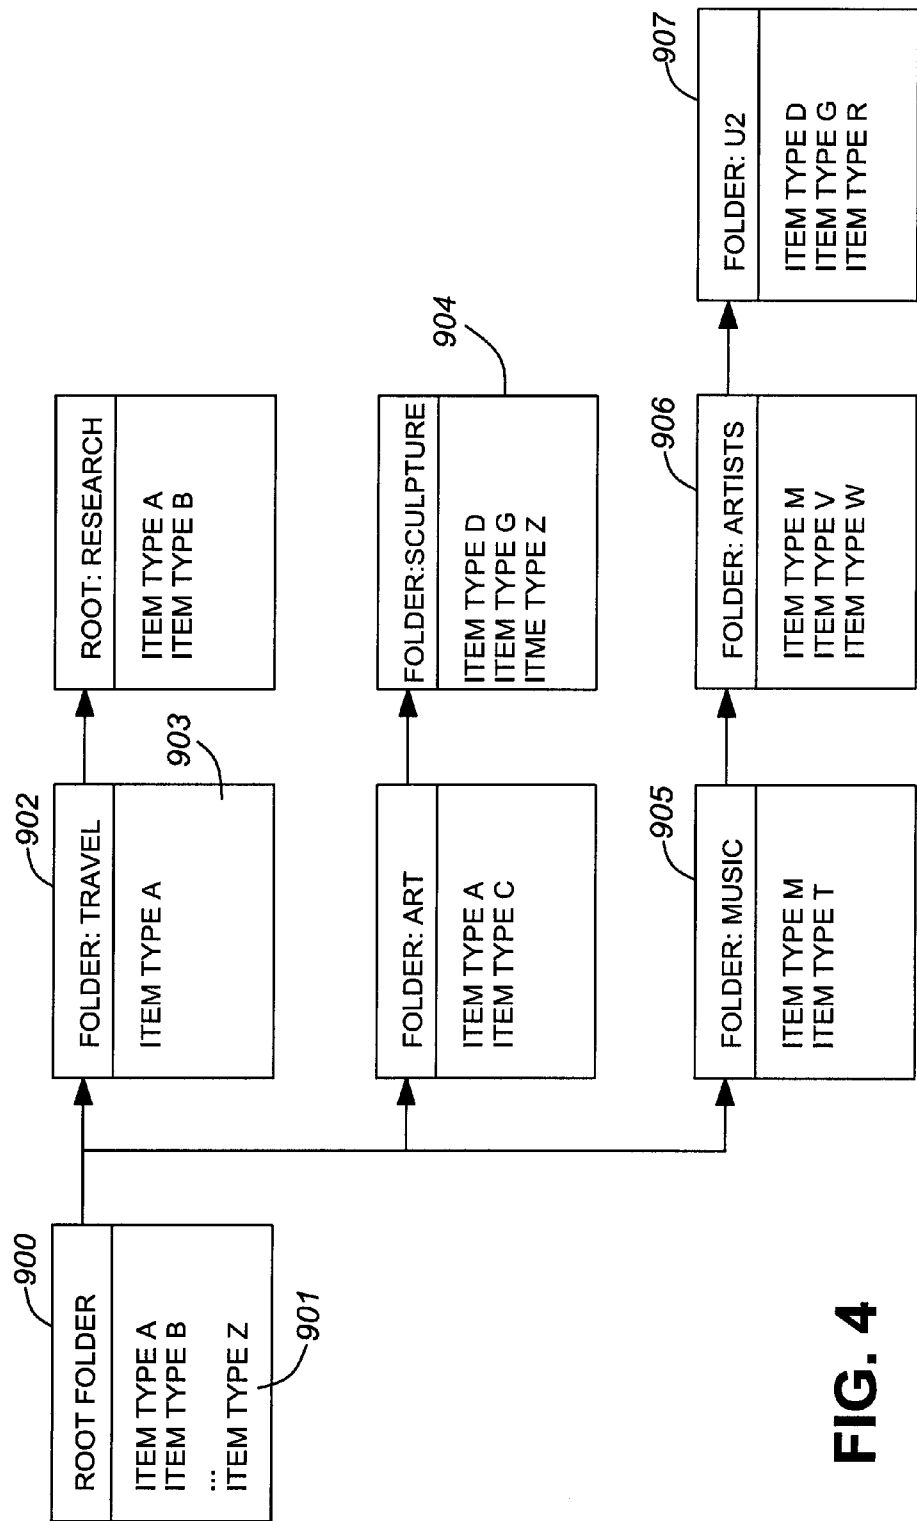 900
ROOT FOLDER
ITEM TYPE A
ITEM TYPE B
...
ITEM TYPE Z
901
902
FOLDER: TRAVEL
ITEM TYPE A
903
ROOT: RESEARCH
ITEM TYPE A
ITEM TYPE B
FOLDER: ART
ITEM TYPE A
ITEM TYPE C
FOLDER:SCULPTURE
904
ITEM TYPE D
ITEM TYPE G
ITME TYPE Z
905
FOLDER: MUSIC
ITEM TYPE M
ITEM TYPE T
906
FOLDER: ARTISTS
ITEM TYPE M
ITEM TYPE V
ITEM TYPE W
907
FOLDER: U2
ITEM TYPE D
ITEM TYPE G
ITEM TYPE R
FIG. 4